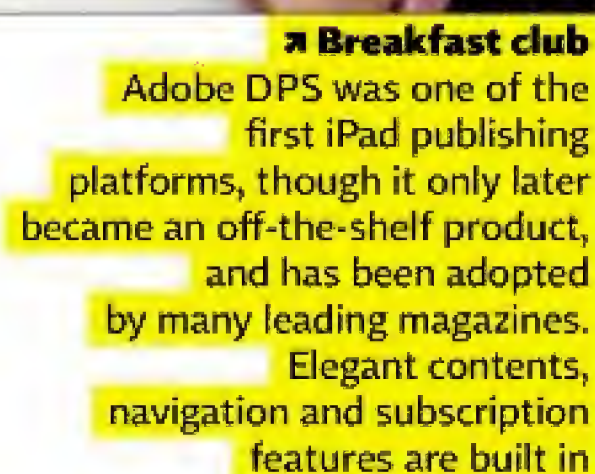 ↗ Breakfast club
Adobe DPS was one of the
first iPad publishing
platforms, though it only later
became an off-the-shelf product,
and has been adopted
by many leading magazines.
Elegant contents,
navigation and subscription
features are built in